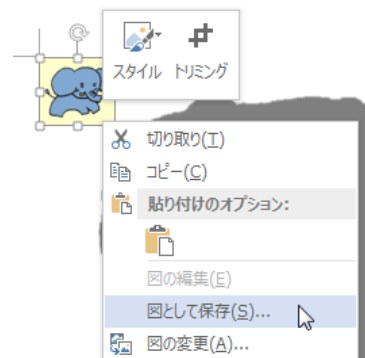 スタイル トリミング
切り取り(T)
コピー(C)
貼り付けのオプション:
図の編集(E)
図として保存(S)...
図の変更(A)...